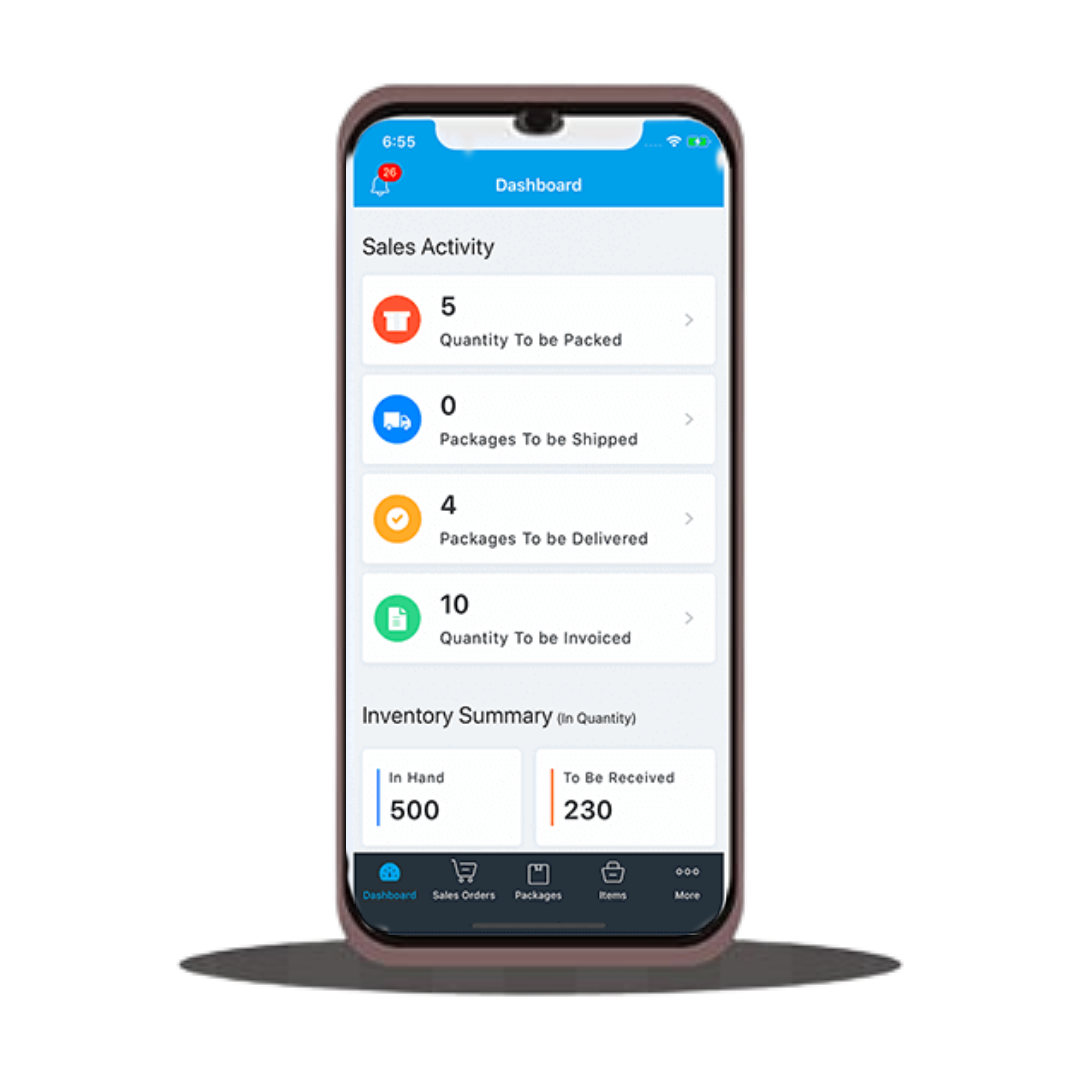 6:55
26
Dashboard
Sales Activity
5
Quantity To be Packed
0
Packages To be Shipped
4
Packages To be Delivered
10
Quantity To be Invoiced
Inventory Summary (In Quantity)
In Hand
500
To Be Received
230
Dashboard Sales Orders Packages Items More